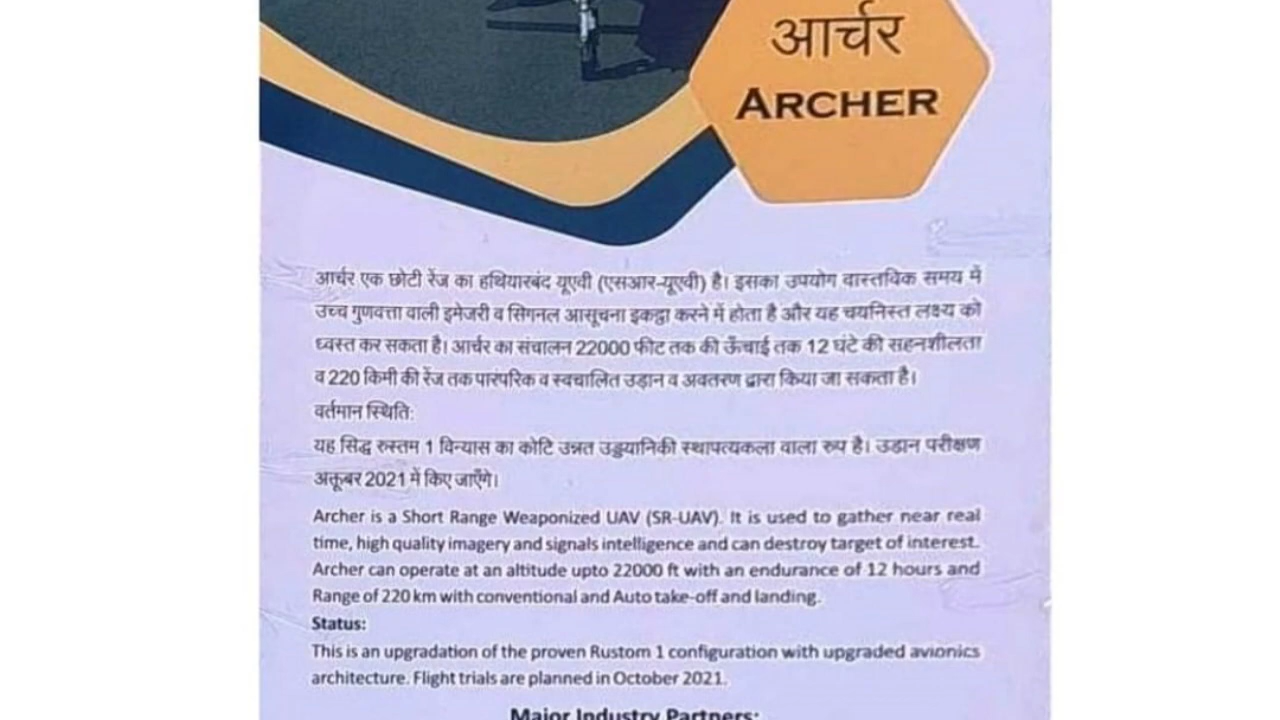 आर्चर
ARCHER
आर्चर एक छोटी रेंज का हथियारबंद यूएवी (एसआर-यूएवी) है। इसका उपयोग वास्तविक समय में
उच्च गुणवत्ता वाली इमेजरी व सिगनल आसूचना इकट्ठा करने में होता है और यह चयनिस्त लक्ष्य को
ध्वस्त कर सकता है। आर्चर का संचालन 22000 फीट तक की ऊँचाई तक 12 घंटे की सहनशीलता
व 220 किमी की रेंज तक पारंपरिक व स्वचालित उड़ान व अवतरण द्वारा किया जा सकता है।
वर्तमान स्थिति:
यह सिद्ध रुस्तम 1 विन्यास का कोटि उन्नत उड्डयानिकी स्थापत्यकला वाला रुप है। उडान परीक्षण
अक्तूबर 2021 में किए जाएँगे।
Archer is a Short Range Weaponized UAV (SR-UAV). It is used to gather near real
time, high quality imagery and signals intelligence and can destroy target of interest.
Archer can operate at an altitude upto 22000 ft with an endurance of 12 hours and
Range of 220 km with conventional and Auto take-off and landing.
Status:
This is an upgradation of the proven Rustom 1 configuration with upgraded avionics
architecture. Flight trials are planned in October 2021.
Major Industry Partners: